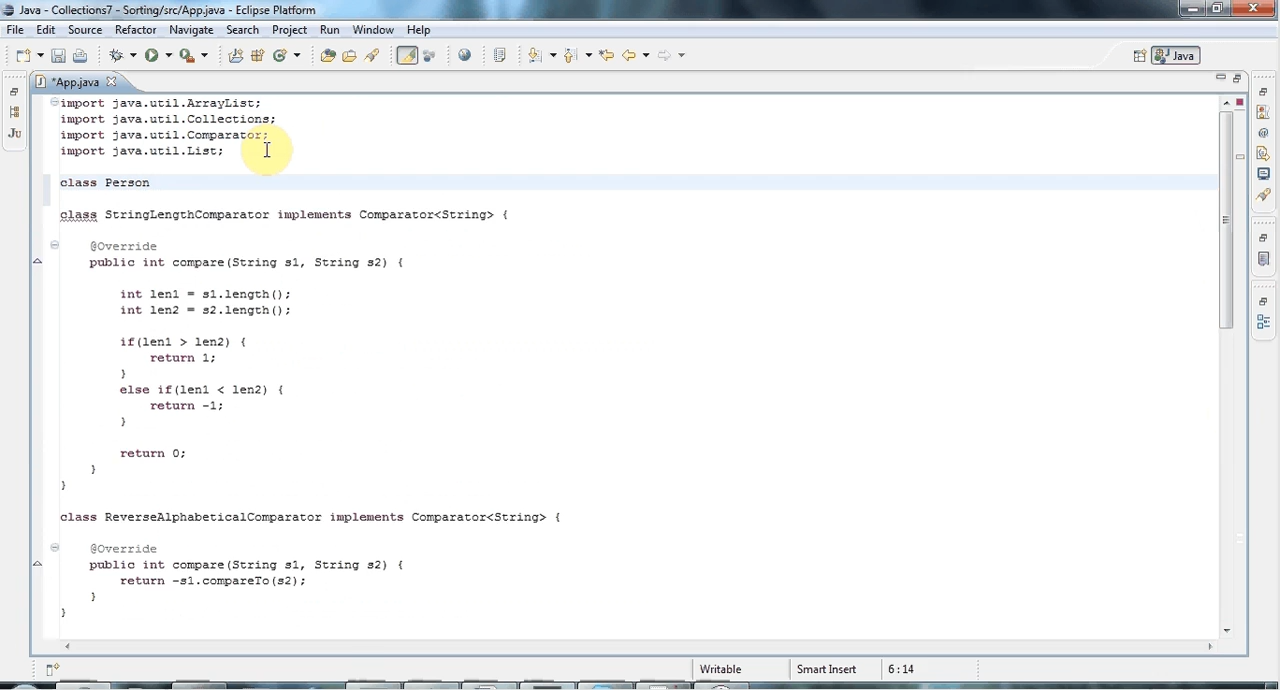 Java - Collections7 - Sorting/src/App.java - Eclipse Platform
File Edit Source Refactor Navigate Search Project Run Window Help
Java
*App.java
Ju
import java.util.ArrayList;
import java.util.Collections;
import java.util.Comparator;
import java.util.List;
class Person
class StringLengthComparator implements Comparator<String> {
@Override
public int compare(String s1, String s2) {
int len1 = s1.length();
int len2 = s2.length();
if(len1 > len2) {
return 1;
}
else if(len1 < len2) {
return -1;
}
return 0;
}
}
class ReverseAlphabeticalComparator implements Comparator<String> {
@Override
public int compare(String s1, String s2) {
return -s1.compareTo(s2);
}
}
Writable Smart Insert 6 : 14